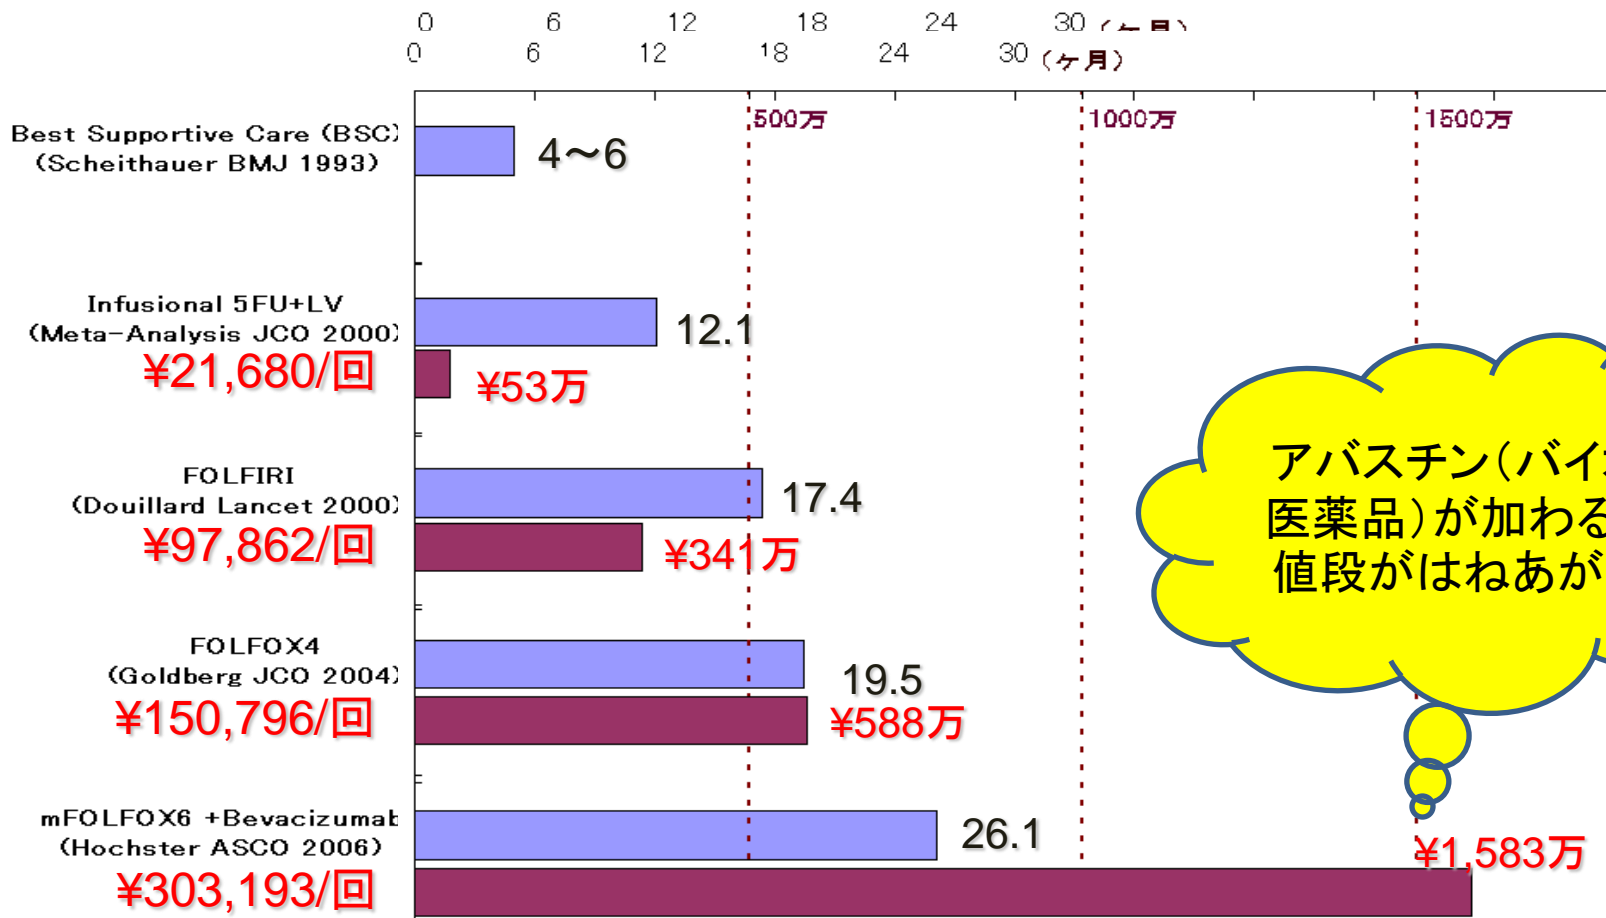 0 6 12 18 24 30
0 6 12 18 24 30 (ヶ月)
500万 1000万 1500万
Best Supportive Care (BSC)
(Scheithauer BMJ 1993)
4~6
Infusional 5FU+LV
(Meta-Analysis JCO 2000)
12.1
¥21,680/回
¥53万
FOLFIRI
(Douillard Lancet 2000)
17.4
¥97,862/回
¥341万
アバスチン(バイ
医薬品)が加わる
値段がはねあが
FOLFOX4
(Goldberg JCO 2004)
19.5
¥150,796/回
¥588万
mFOLFOX6 +Bevacizumab
(Hochster ASCO 2006)
26.1
¥303,193/回
¥1,583万